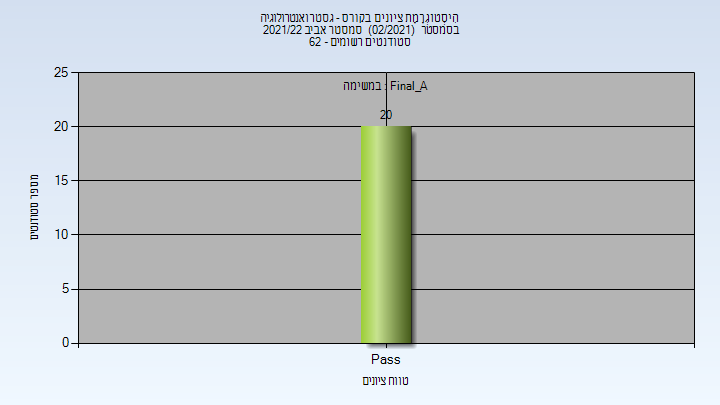 היסטוגרמת ציונים בקורס - גסטרואנטרולוגיה
בסמסטר (02/2021) סמסטר אביב 2021/22
סטודנטים רשומים - 62
במשימה : Final_A
20
25
20
15
10
5
0
מספר סטודנטים
Pass
טווח ציונים